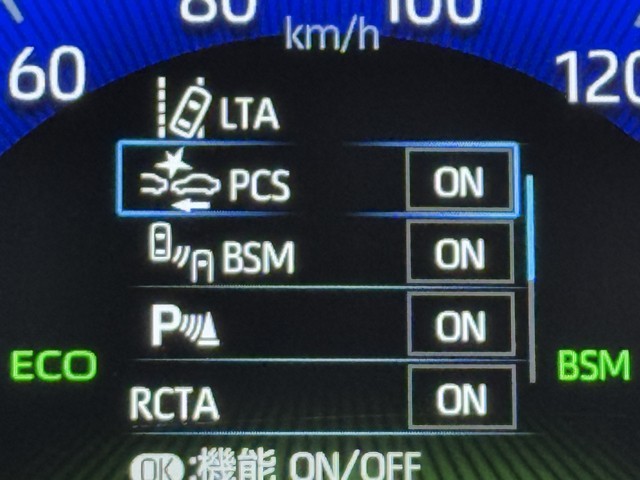 80 100
km/h
60 120
LTA
PCS ON
BSM ON
P ON
ECO BSM
RCTA ON
OK :機能 ON/OFF